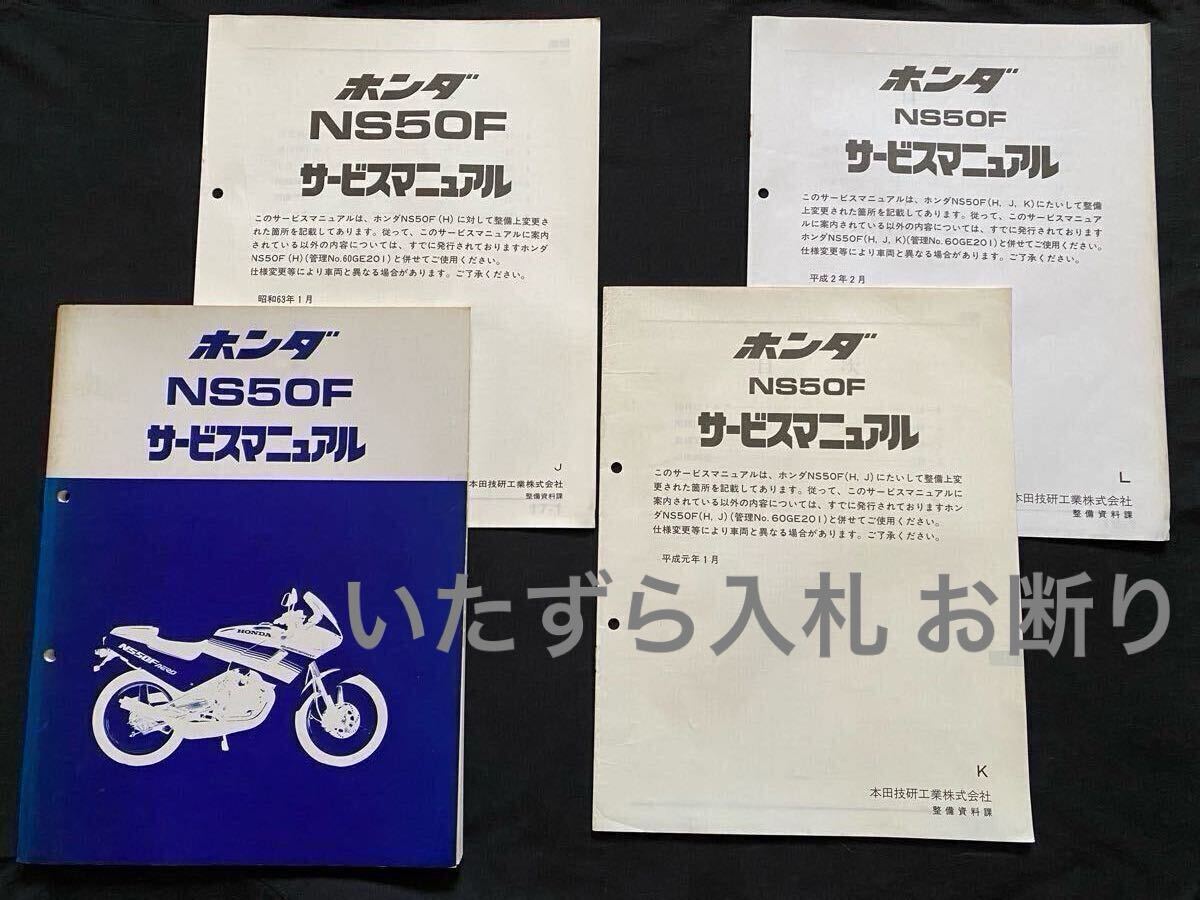 ホンダ
NS50F
サービスマニュアル
このサービスマニュアルは、ホンダNS50F(H)に対して整備上変更さ
れた箇所を記載してあります。従って、このサービスマニュアルに案内
されている以外の内容については、すでに発行されておりますホンダ
NS50F(H)(管理No.60GE201)と併せてご使用ください。
仕様変更等により車両と異なる場合があります。ご了承ください。
昭和63年1月
J
本田技研工業株式会社
整備資料課
17-1
ホンダ
NS50F
サービスマニュアル
このサービスマニュアルは、ホンダNS50F(H, J, K)にたいして整備
上変更された箇所を記載してあります。従って、このサービスマニュア
ルに案内されている以外の内容については、すでに発行されております
ホンダNS50F(H, J, K)(管理No.60GE201)と併せてご使用ください。
仕様変更等により車両と異なる場合があります。ご了承ください。
平成2年2月
L
本田技研工業株式会社
整備資料課
ホンダ
NS50F
サービスマニュアル
HONDA
NS50F AERO
ホンダ
NS50F
サービスマニュアル
このサービスマニュアルは、ホンダNS50F(H, J)にたいして整備上変
更された箇所を記載してあります。従って、このサービスマニュアルに
案内されている以外の内容については、すでに発行されておりますホン
ダNS50F(H, J)(管理No.60GE201)と併せてご使用ください。
仕様変更等により車両と異なる場合があります。ご了承ください。
平成元年1月
K
本田技研工業株式会社
整備資料課
いたずら入札 お断り